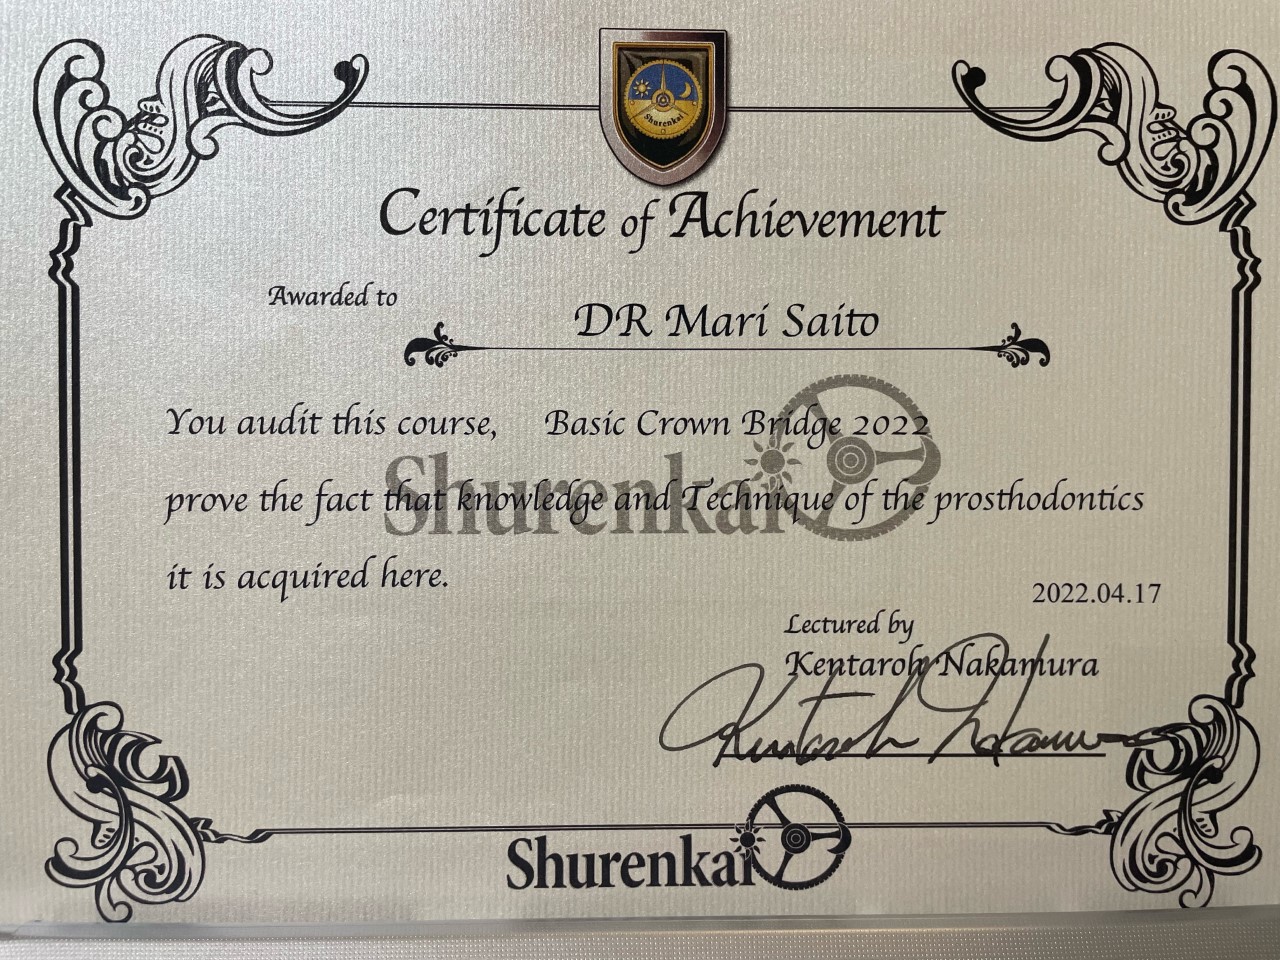 Shurenkai
Certificate of Achievement
Awarded to
DR Mari Saito
You audit this course, Basic Crown Bridge 2022
Shurenkai
prove the fact that knowledge and Technique of the prosthodontics
it is acquired here.
2022.04.17
Lectured by
Kentaroh Nakamura
Kentaroh Nakamura
Shurenkai